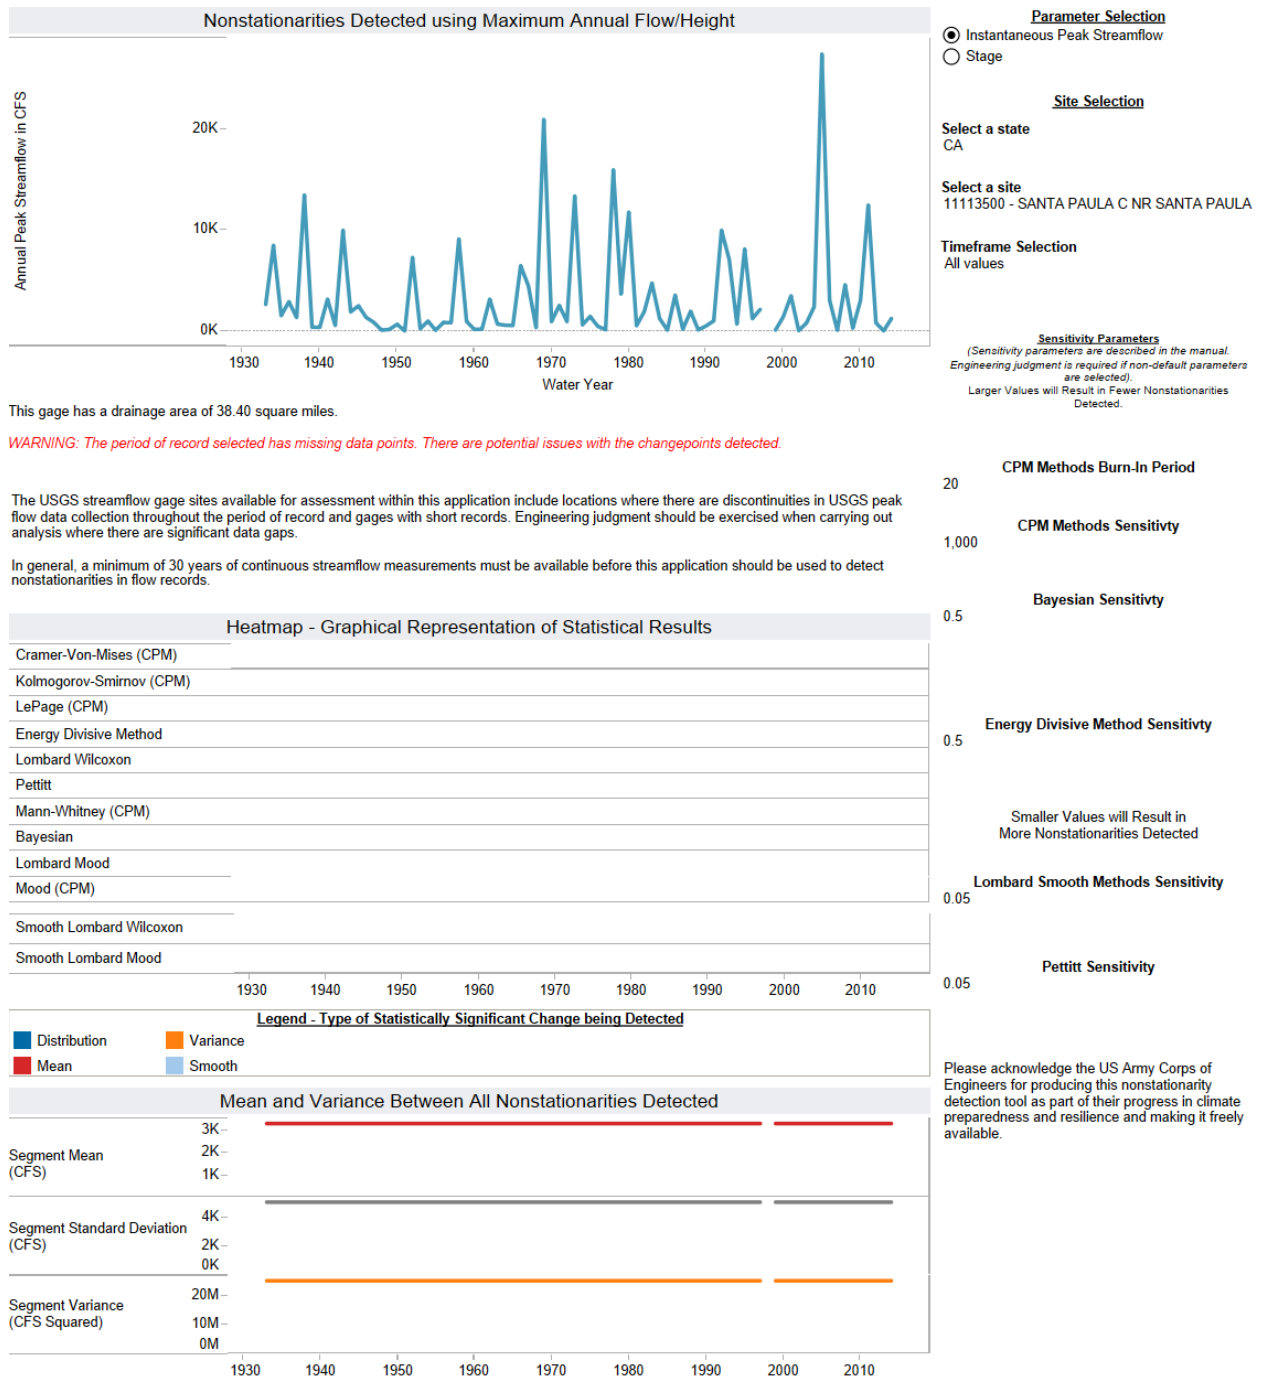 Nonstationarities Detected using Maximum Annual Flow/Height
Annual Peak Streamflow in CFS
20K
10K
0K
1930 1940 1950 1960 1970 1980 1990 2000 2010
Water Year
This gage has a drainage area of 38.40 square miles.
WARNING: The period of record selected has missing data points. There are potential issues with the changepoints detected.
The USGS streamflow gage sites available for assessment within this application include locations where there are discontinuities in USGS peak
flow data collection throughout the period of record and gages with short records. Engineering judgment should be exercised when carrying out
analysis where there are significant data gaps.
In general, a minimum of 30 years of continuous streamflow measurements must be available before this application should be used to detect
nonstationarities in flow records.
Heatmap - Graphical Representation of Statistical Results
Cramer-Von-Mises (CPM)
Kolmogorov-Smirnov (CPM)
LePage (CPM)
Energy Divisive Method
Lombard Wilcoxon
Pettitt
Mann-Whitney (CPM)
Bayesian
Lombard Mood
Mood (CPM)
Smooth Lombard Wilcoxon
Smooth Lombard Mood
1930 1940 1950 1960 1970 1980 1990 2000 2010
Legend - Type of Statistically Significant Change being Detected
Distribution
Variance
Mean
Smooth
Mean and Variance Between All Nonstationarities Detected
Segment Mean
(CFS)
3K
2K
1K
Segment Standard Deviation
(CFS)
4K
2K
0K
Segment Variance
(CFS Squared)
20M
10M
0M
1930 1940 1950 1960 1970 1980 1990 2000 2010
Parameter Selection
Instantaneous Peak Streamflow
Stage
Site Selection
Select a state
CA
Select a site
11113500 - SANTA PAULA C NR SANTA PAULA
Timeframe Selection
All values
Sensitivity Parameters
(Sensitivity parameters are described in the manual.
Engineering judgment is required if non-default parameters
are selected).
Larger Values will Result in Fewer Nonstationarities
Detected.
CPM Methods Burn-In Period
20
CPM Methods Sensitivty
1,000
Bayesian Sensitivty
0.5
Energy Divisive Method Sensitivty
0.5
Smaller Values will Result in
More Nonstationarities Detected
Lombard Smooth Methods Sensitivity
0.05
Pettitt Sensitivity
0.05
Please acknowledge the US Army Corps of
Engineers for producing this nonstationarity
detection tool as part of their progress in climate
preparedness and resilience and making it freely
available.